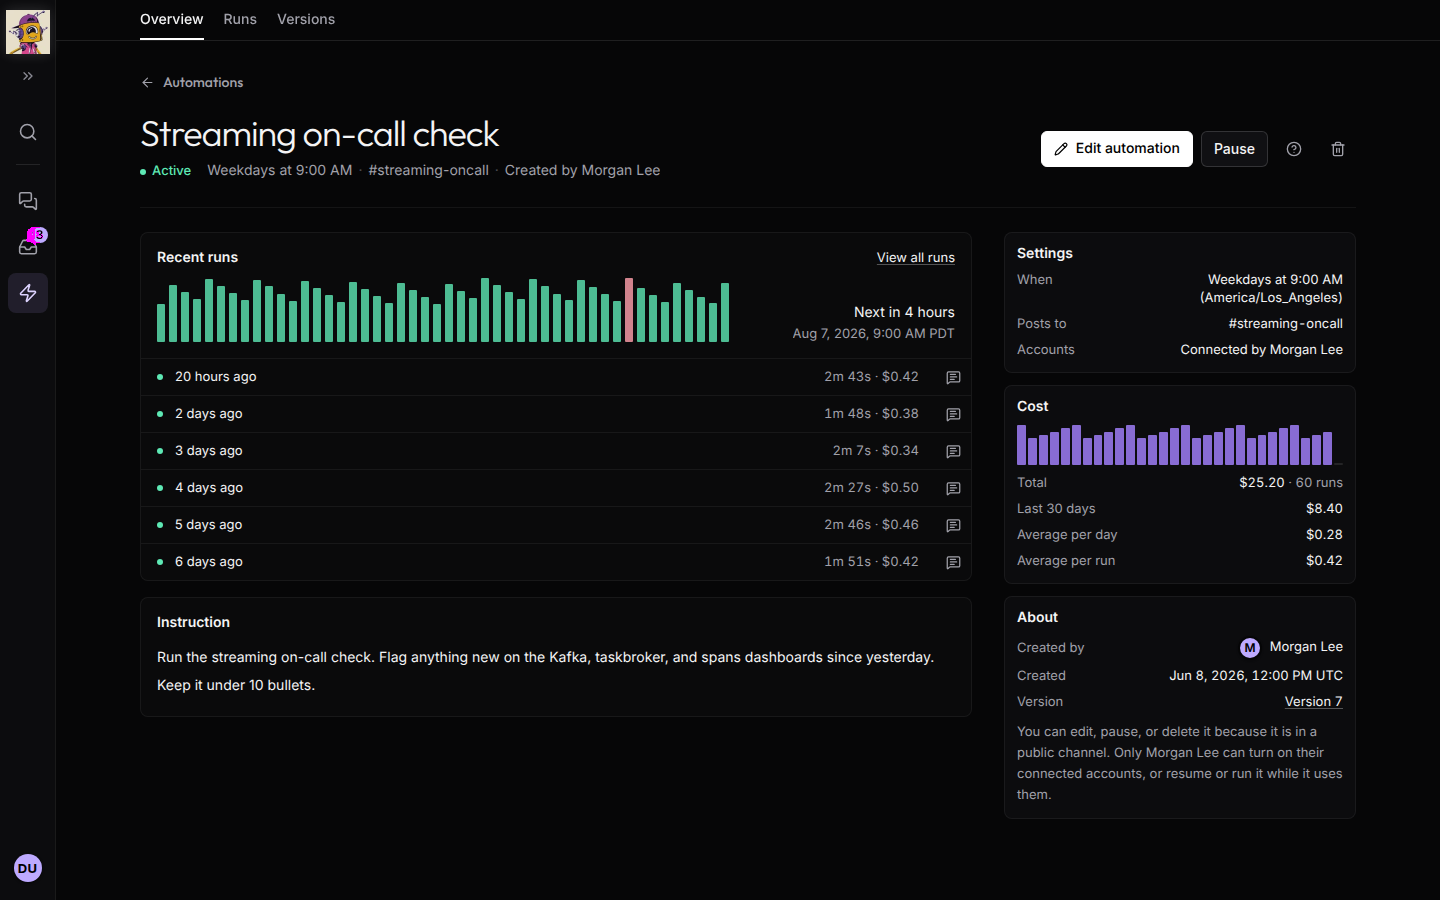 Overview Runs Versions
Automations
Streaming on-call check
Active Weekdays at 9:00 AM · #streaming-oncall · Created by Morgan Lee
Edit automation
Pause
3
Recent runs
View all runs
Next in 4 hours
Aug 7, 2026, 9:00 AM PDT
20 hours ago 2m 43s · $0.42
2 days ago 1m 48s · $0.38
3 days ago 2m 7s · $0.34
4 days ago 2m 27s · $0.50
5 days ago 2m 46s · $0.46
6 days ago 1m 51s · $0.42
Instruction
Run the streaming on-call check. Flag anything new on the Kafka, taskbroker, and spans dashboards since yesterday.
Keep it under 10 bullets.
Settings
When Weekdays at 9:00 AM
(America/Los_Angeles)
Posts to #streaming-oncall
Accounts Connected by Morgan Lee
Cost
Total $25.20 · 60 runs
Last 30 days $8.40
Average per day $0.28
Average per run $0.42
About
Created by M Morgan Lee
Created Jun 8, 2026, 12:00 PM UTC
Version Version 7
You can edit, pause, or delete it because it is in a
public channel. Only Morgan Lee can turn on their
connected accounts, or resume or run it while it uses
them.
DU